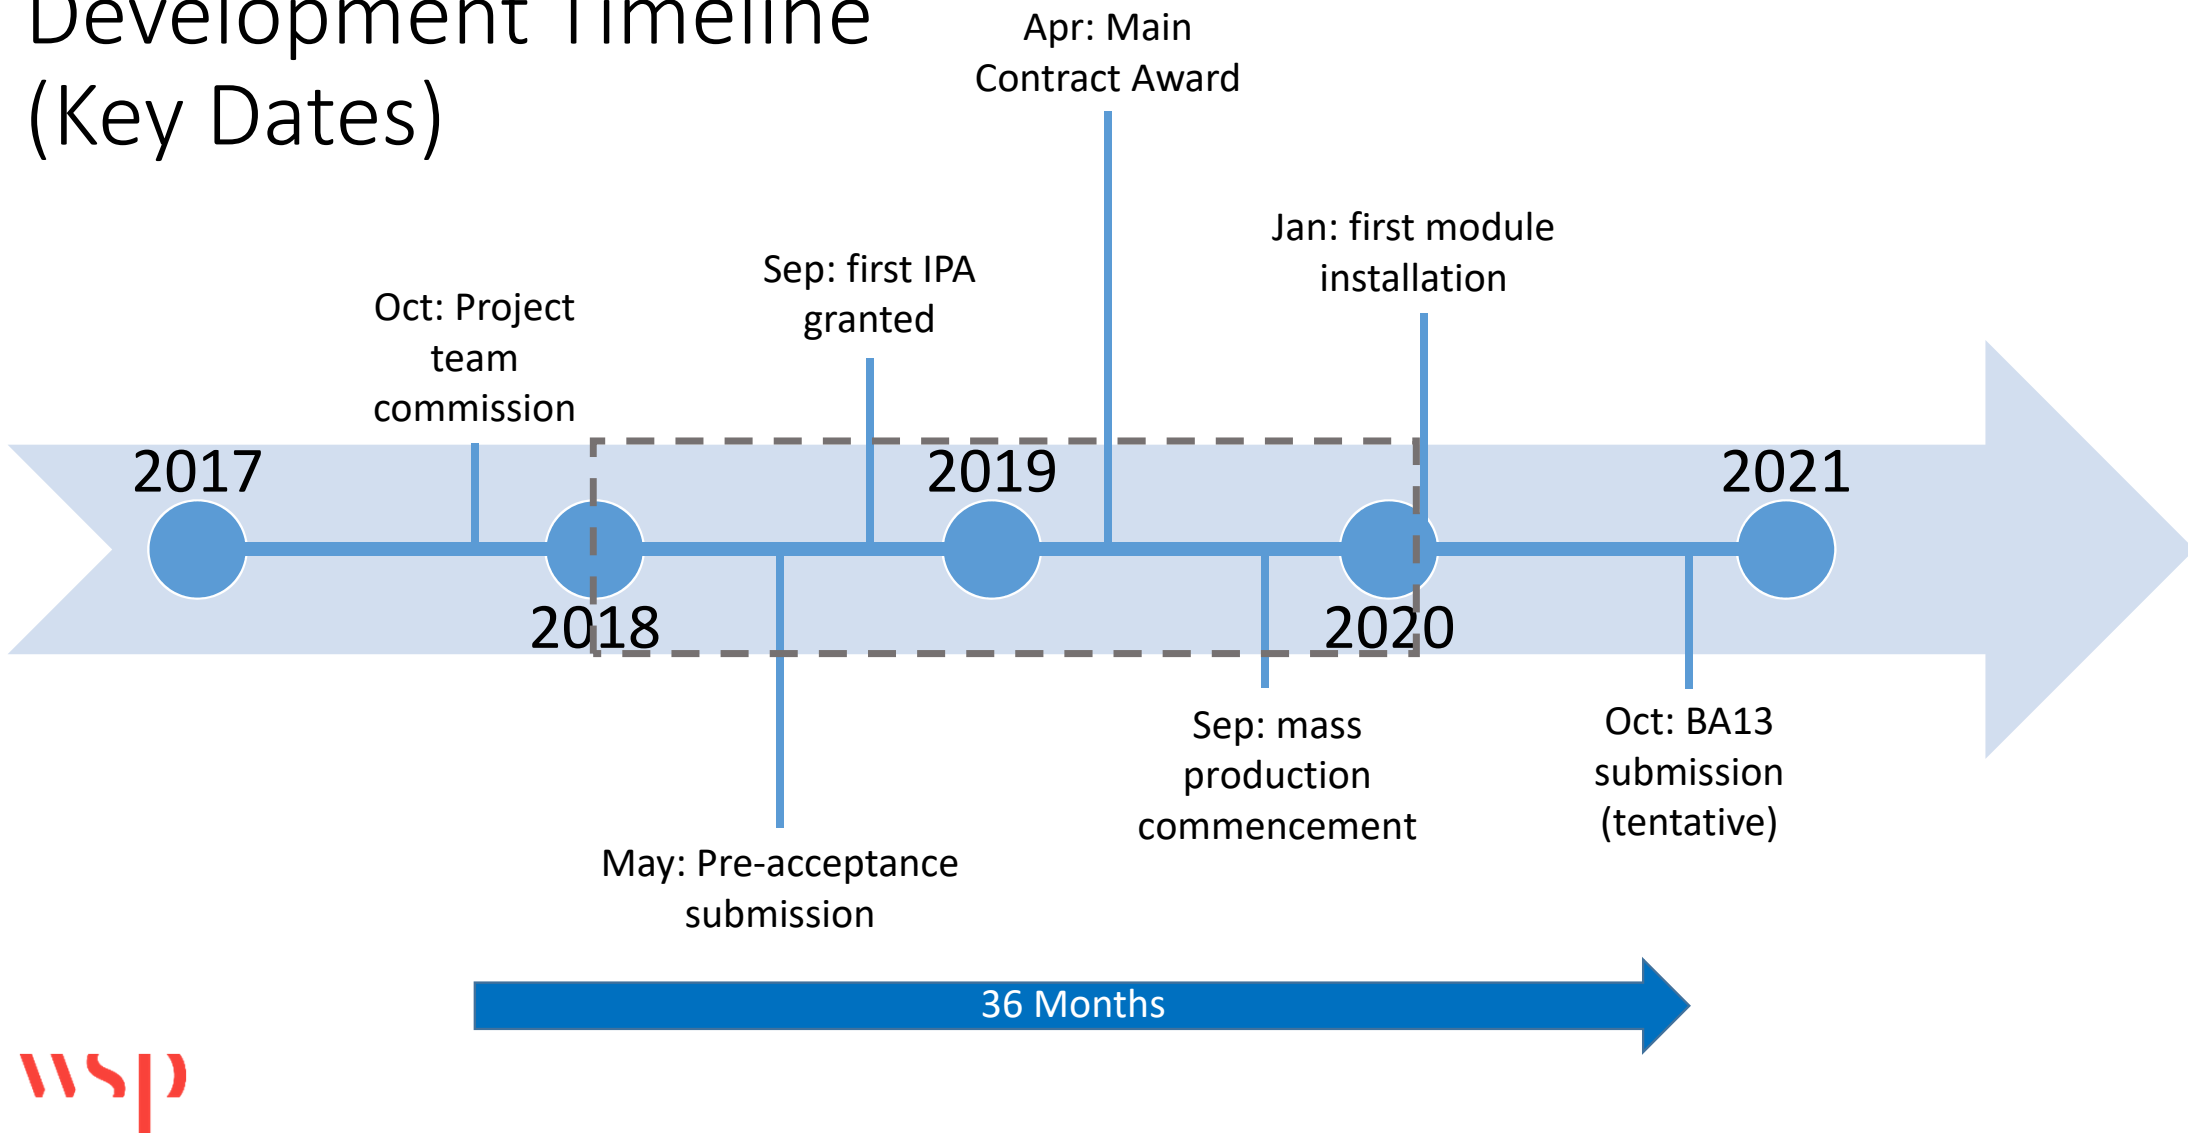 Development Timeline
(Key Dates)
Apr: Main
Contract Award
Jan: first module
installation
Sep: first IPA
granted
Oct: Project
team
commission
2017
2019
2021
2018
2020
Sep: mass
production
commencement
Oct: BA13
submission
(tentative)
May: Pre-acceptance
submission
36 Months
wsp